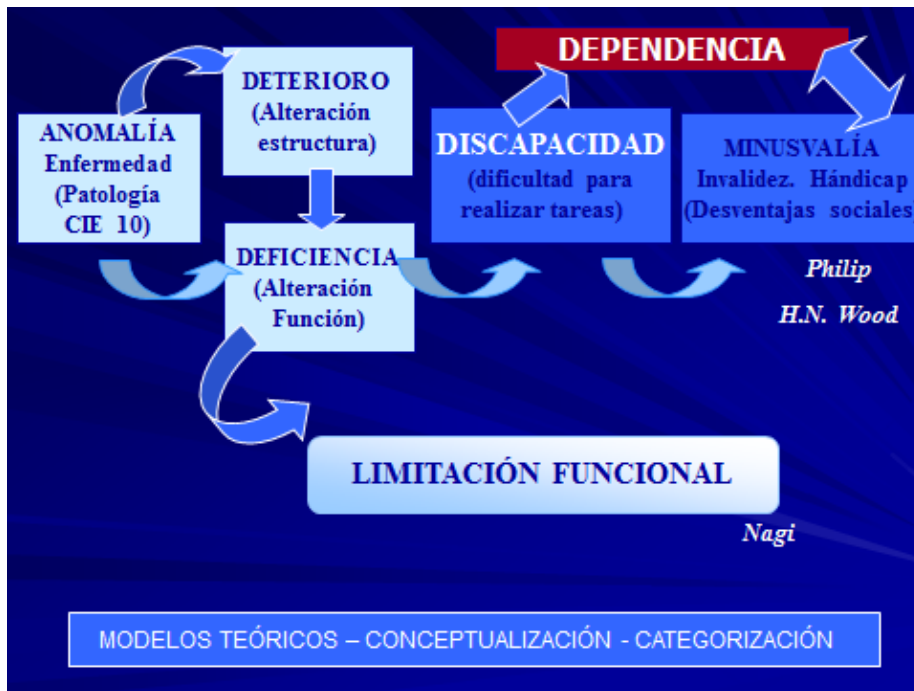 DEPENDENCIA
DETERIORO
(Alteración
estructura)
ANOMALÍA
Enfermedad
(Patología
CIE 10)
DISCAPACIDAD
(dificultad para
realizar tareas)
MINUSVALÍA
Invalidez. Hándicap
(Desventajas sociales
DEFICIENCIA
(Alteración
Función)
Philip
H.N. Wood
LIMITACIÓN FUNCIONAL
Nagi
MODELOS TEÓRICOS – CONCEPTUALIZACIÓN - CATEGORIZACIÓN